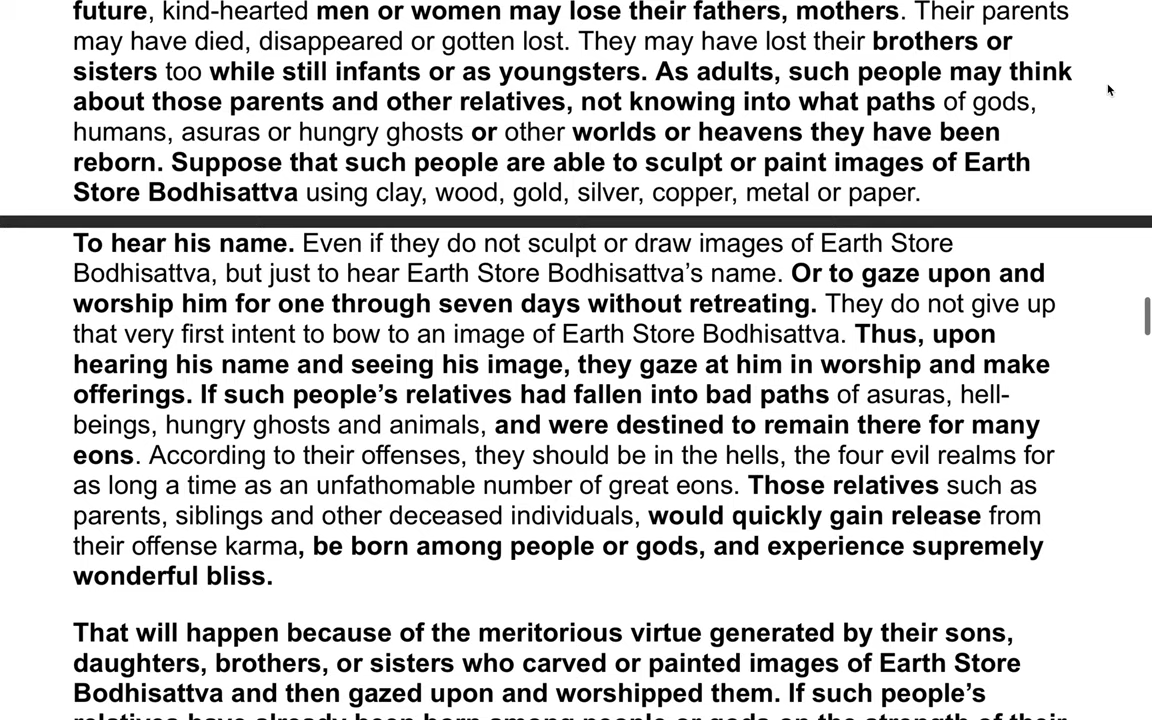 future, kind-hearted men or women may lose their fathers, mothers. Their parents
may have died, disappeared or gotten lost. They may have lost their brothers or
sisters too while still infants or as youngsters. As adults, such people may think
about those parents and other relatives, not knowing into what paths of gods,
humans, asuras or hungry ghosts or other worlds or heavens they have been
reborn. Suppose that such people are able to sculpt or paint images of Earth
Store Bodhisattva using clay, wood, gold, silver, copper, metal or paper.
To hear his name. Even if they do not sculpt or draw images of Earth Store
Bodhisattva, but just to hear Earth Store Bodhisattva’s name. Or to gaze upon and
worship him for one through seven days without retreating. They do not give up
that very first intent to bow to an image of Earth Store Bodhisattva. Thus, upon
hearing his name and seeing his image, they gaze at him in worship and make
offerings. If such people’s relatives had fallen into bad paths of asuras, hell-
beings, hungry ghosts and animals, and were destined to remain there for many
eons. According to their offenses, they should be in the hells, the four evil realms for
as long a time as an unfathomable number of great eons. Those relatives such as
parents, siblings and other deceased individuals, would quickly gain release from
their offense karma, be born among people or gods, and experience supremely
wonderful bliss.
That will happen because of the meritorious virtue generated by their sons,
daughters, brothers, or sisters who carved or painted images of Earth Store
Bodhisattva and then gazed upon and worshipped them. If such people’s
relatives have already been born among people or gods on the strength of their